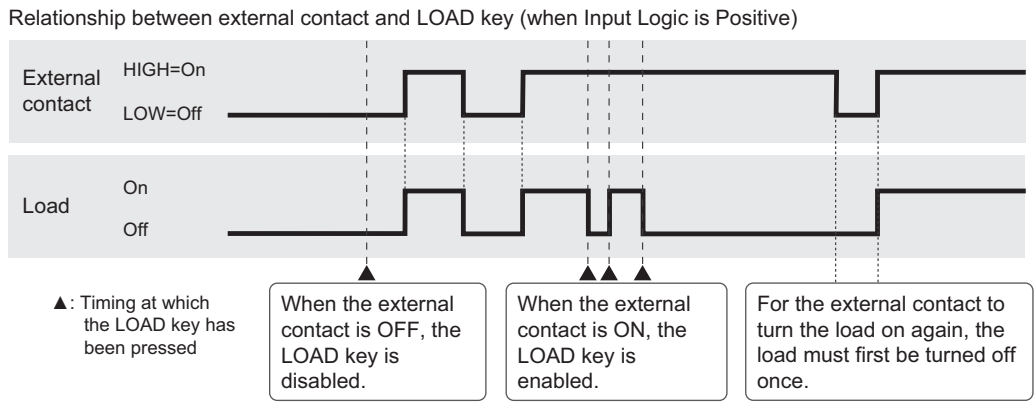 Relationship between external contact and LOAD key (when Input Logic is Positive)
External
contact
HIGH=On
LOW=Off
Load
On
Off
▲: Timing at which
the LOAD key has
been pressed
When the external
contact is OFF, the
LOAD key is
disabled.
When the external
contact is ON, the
LOAD key is
enabled.
For the external contact to
turn the load on again, the
load must first be turned off
once.